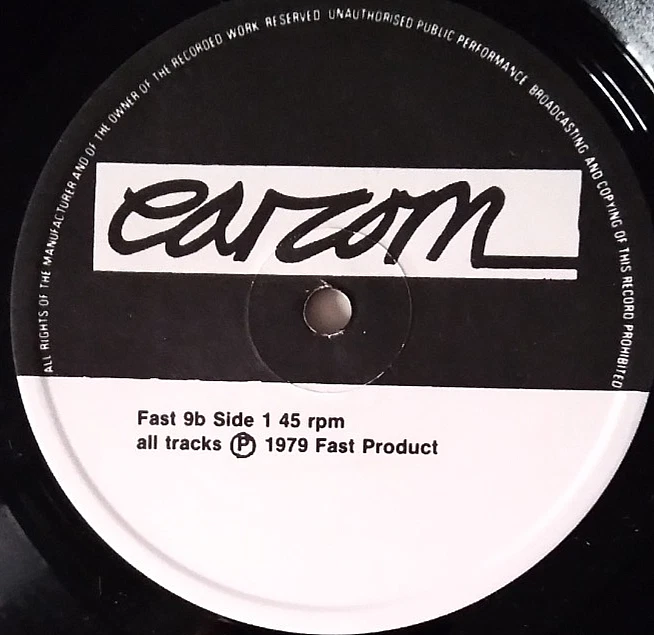 ALL RIGHTS OF THE MANUFACTURER AND OF THE OWNER OF THE RECORDED WORK RESERVED UNAUTHORISED PUBLIC PERFORMANCE BROADCASTING AND COPYING OF THIS RECORD PROHIBITED
earcom
Fast 9b Side 1 45 rpm
all tracks Ⓟ 1979 Fast Product